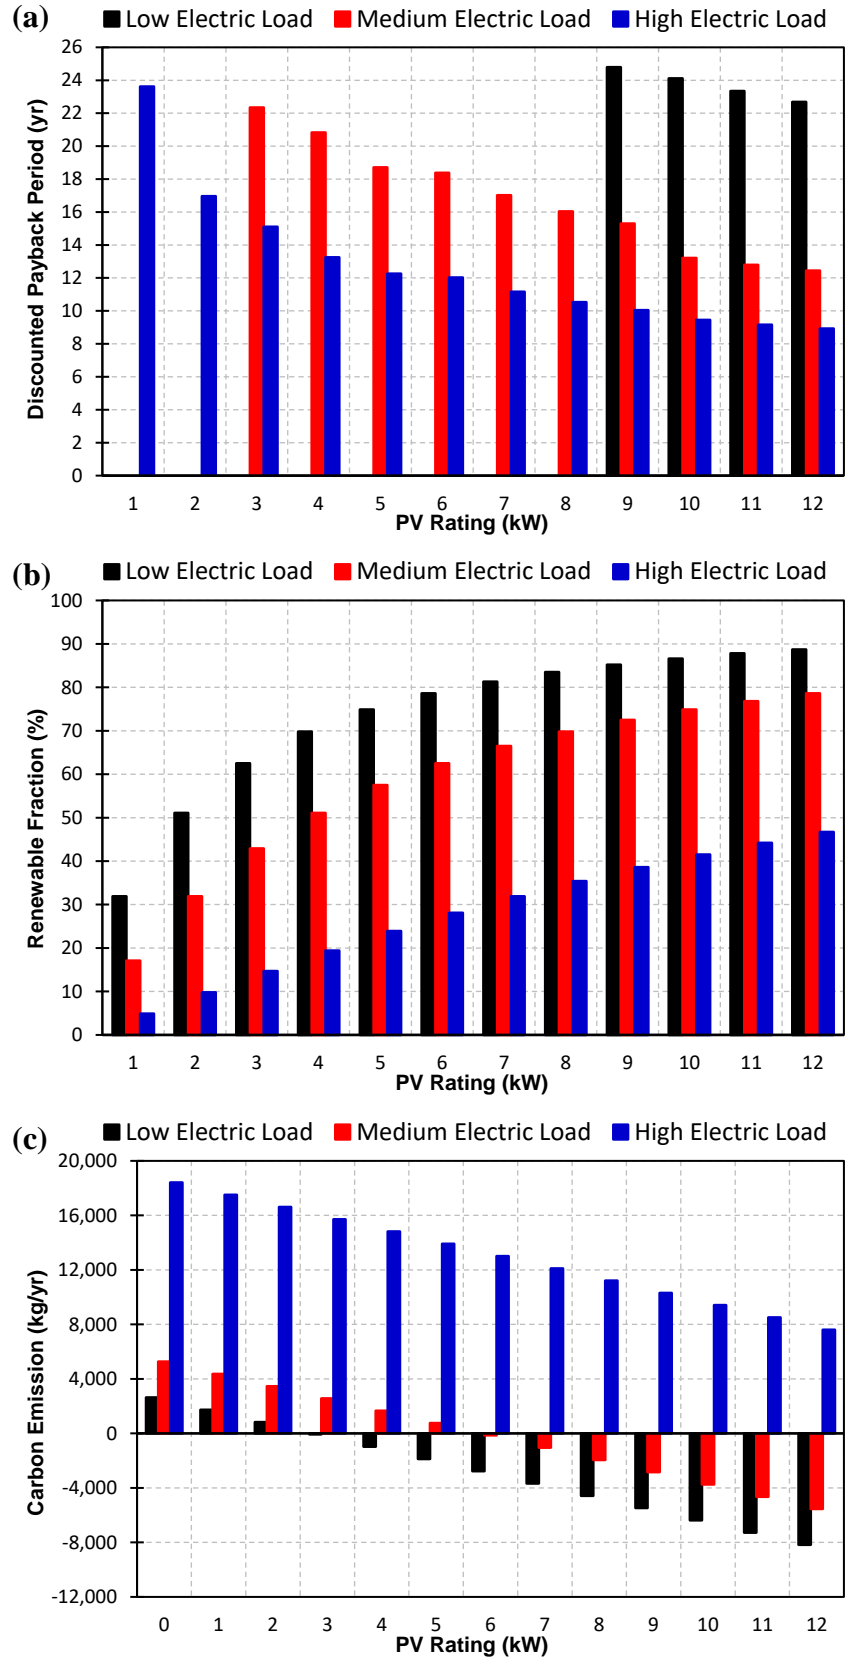 (a) Low Electric Load Medium Electric Load High Electric Load
Discounted Payback Period (yr)
26
24
22
20
18
16
14
12
10
8
6
4
2
0
1 2 3 4 5 6 7 8 9 10 11 12
PV Rating (kW)
(b) Low Electric Load Medium Electric Load High Electric Load
Renewable Fraction (%)
100
90
80
70
60
50
40
30
20
10
0
1 2 3 4 5 6 7 8 9 10 11 12
PV Rating (kW)
(c) Low Electric Load Medium Electric Load High Electric Load
Carbon Emission (kg/yr)
20,000
16,000
12,000
8,000
4,000
0
-4,000
-8,000
-12,000
0 1 2 3 4 5 6 7 8 9 10 11 12
PV Rating (kW)